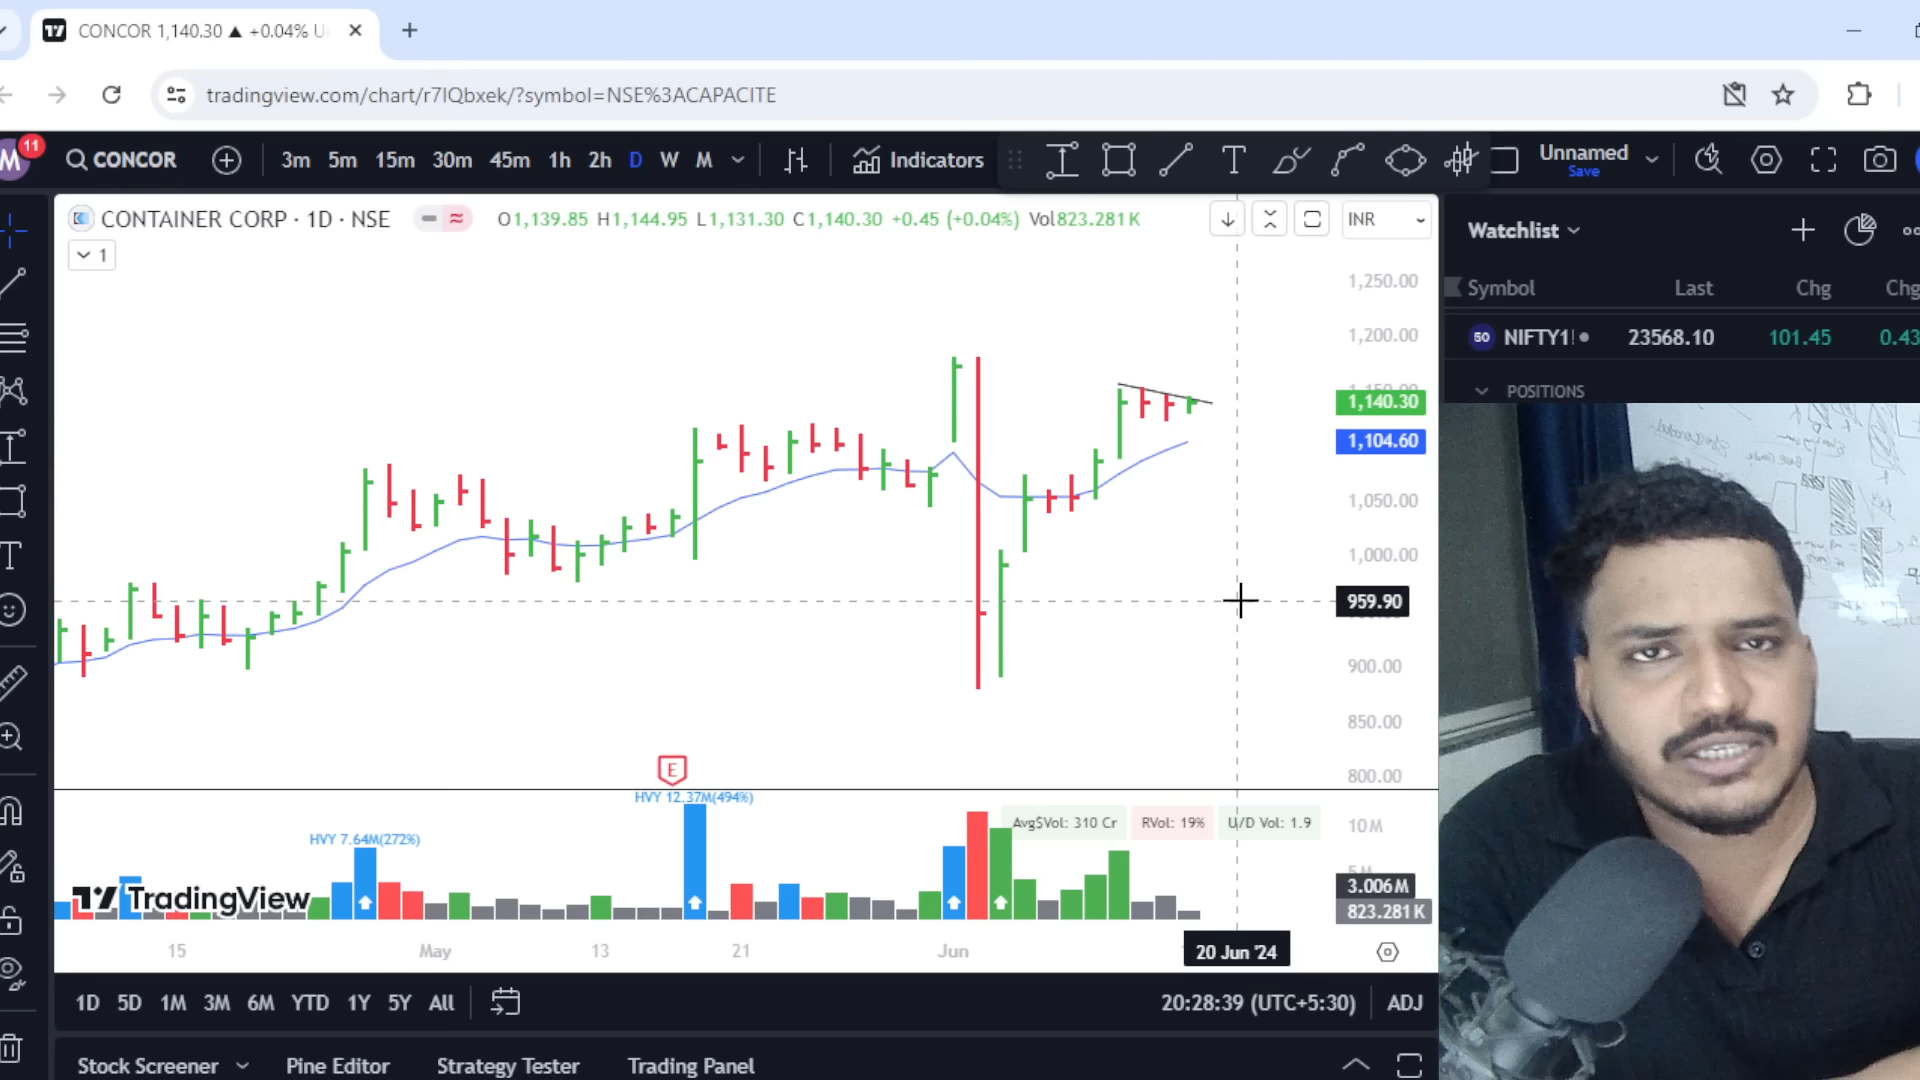 CONCOR 1,140.30 ▲ +0.04% U
tradingview.com/chart/r7IQbxek/?symbol=NSE%3ACAPACITE
M 11
CONCOR 3m 5m 15m 30m 45m 1h 2h D W M Indicators T Unnamed
Save
CONTAINER CORP · 1D · NSE O1,139.85 H1,144.95 L1,131.30 C1,140.30 +0.45 (+0.04%) Vol823.281K INR
1
Watchlist
Symbol Last Chg Chg
50 NIFTY1! 23568.10 101.45 0.43
POSITIONS
1,250.00
1,200.00
1,150.00
1,140.30
1,104.60
1,050.00
1,000.00
959.90
900.00
850.00
800.00
E
HVY 12.37M(494%)
HVY 7.64M(272%)
Avg$Vol: 310 Cr RVol: 19% U/D Vol: 1.9
10M
5M
3.006M
823.281K
TradingView
15 May 13 21 Jun 20 Jun '24
1D 5D 1M 3M 6M YTD 1Y 5Y All 20:28:39 (UTC+5:30) ADJ
Stock Screener Pine Editor Strategy Tester Trading Panel